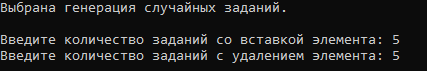 Выбрана генерация случайных заданий.
Введите количество заданий со вставкой элемента: 5
Введите количество заданий с удалением элемента: 5